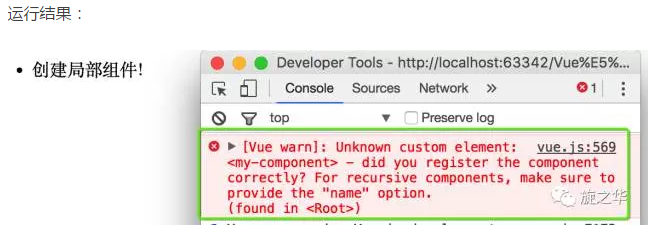 运行结果：
创建局部组件!
Developer Tools - http://localhost:63342/Vue%E5%...
Console Sources Network » 1
top Preserve log
[Vue warn]: Unknown custom element: vue.js:569
<my-component> - did you register the component
correctly? For recursive components, make sure to
provide the "name" option.
(found in <Root>)
旋之华